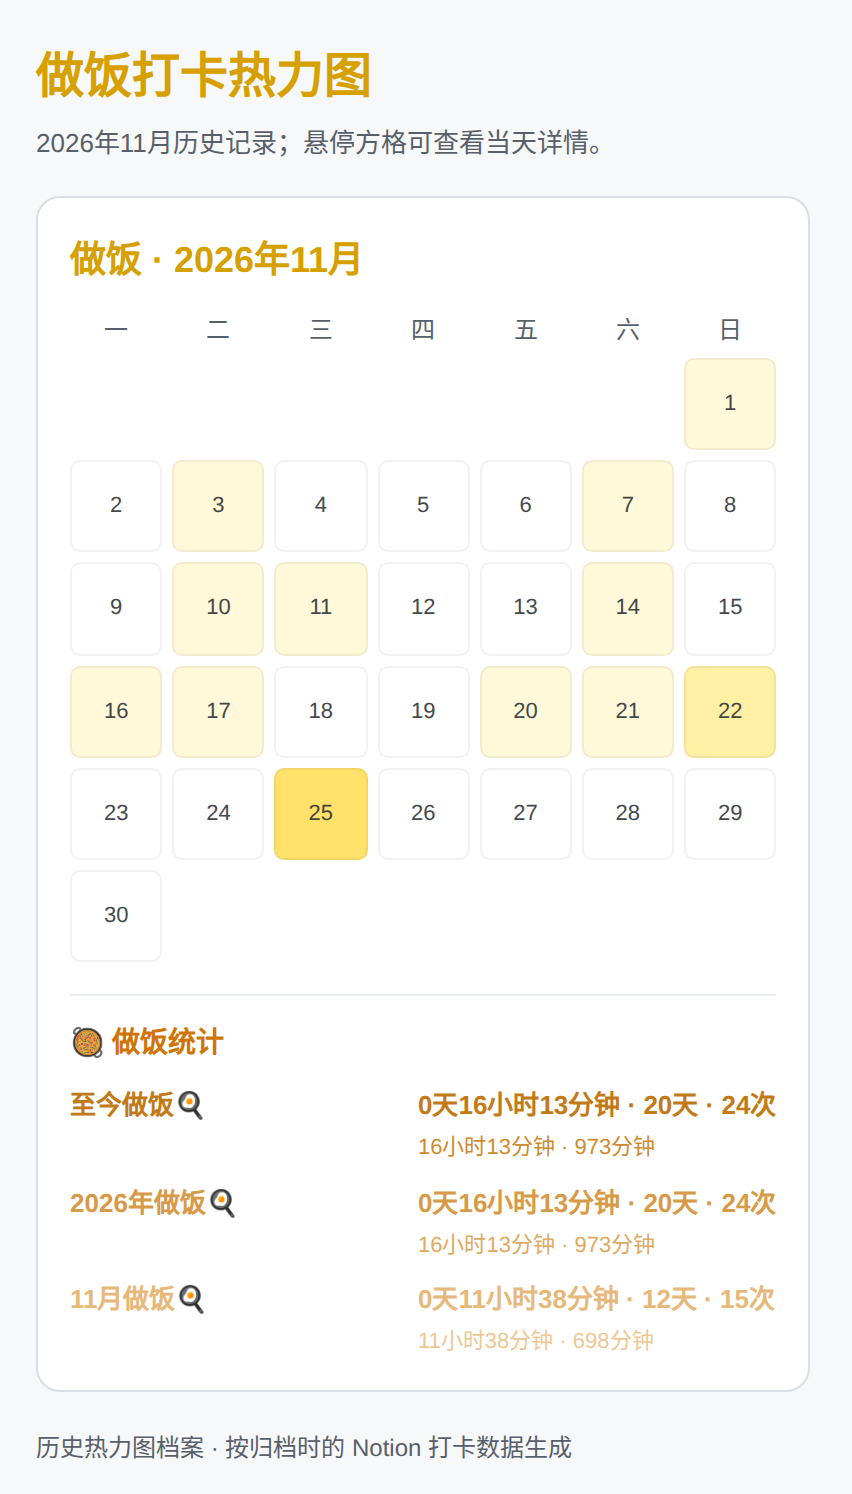 做饭打卡热力图
2026年11月历史记录；悬停方格可查看当天详情。
做饭 · 2026年11月
一 二 三 四 五 六 日
1
2 3 4 5 6 7 8
9 10 11 12 13 14 15
16 17 18 19 20 21 22
23 24 25 26 27 28 29
30
🥘 做饭统计
至今做饭🍳 0天16小时13分钟 · 20天 · 24次
16小时13分钟 · 973分钟
2026年做饭🍳 0天16小时13分钟 · 20天 · 24次
16小时13分钟 · 973分钟
11月做饭🍳 0天11小时38分钟 · 12天 · 15次
11小时38分钟 · 698分钟
历史热力图档案 · 按归档时的 Notion 打卡数据生成